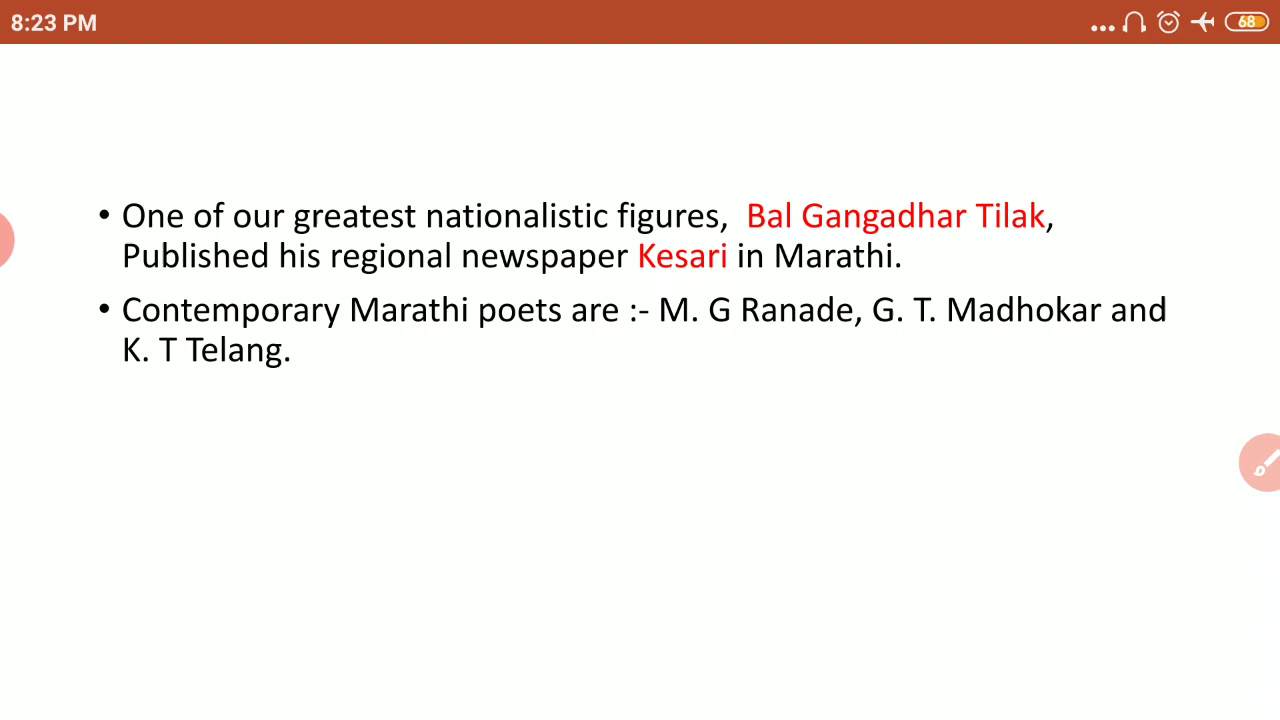 8:23 PM
68
• One of our greatest nationalistic figures,  Bal Gangadhar Tilak,
Published his regional newspaper Kesari in Marathi.
• Contemporary Marathi poets are :- M. G Ranade, G. T. Madhokar and
K. T Telang.